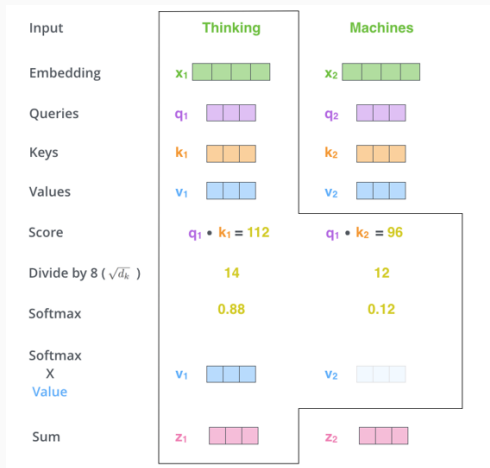 Input Thinking Machines
Embedding x₁ x₂
Queries q₁ q₂
Keys k₁ k₂
Values v₁ v₂
Score q₁ • k₁ = 112 q₁ • k₂ = 96
Divide by 8 ( √dₖ ) 14 12
Softmax 0.88 0.12
Softmax
X
Value v₁ v₂
Sum z₁ z₂